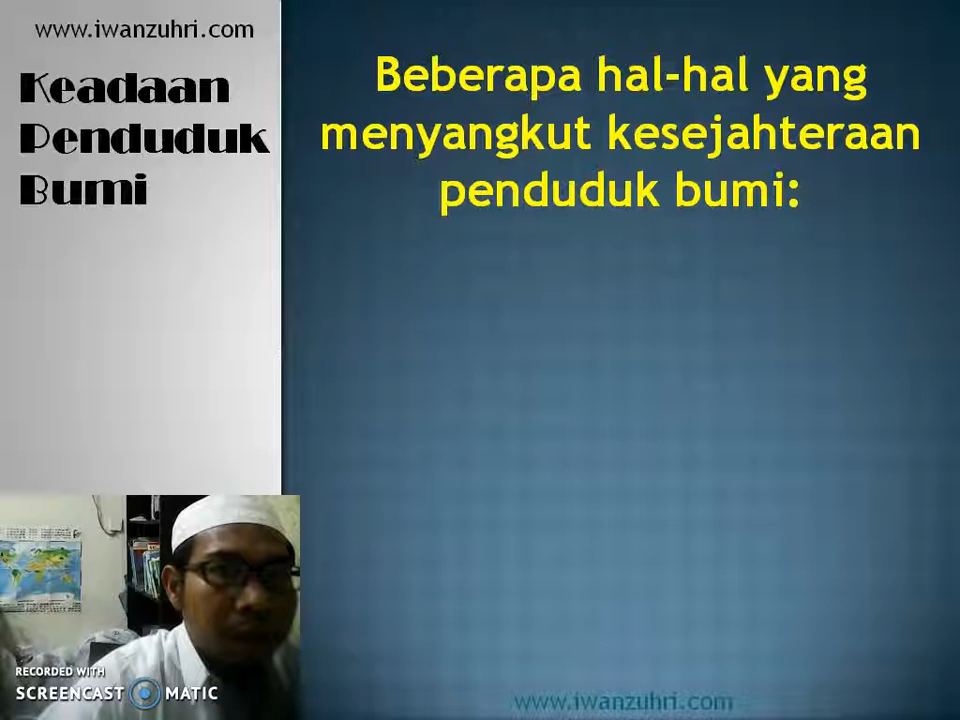 www.iwanzuhri.com
Keadaan
Penduduk
Bumi
Beberapa hal-hal yang
menyangkut kesejahteraan
penduduk bumi:
RECORDED WITH
SCREENCAST MATIC
www.iwanzuhri.com